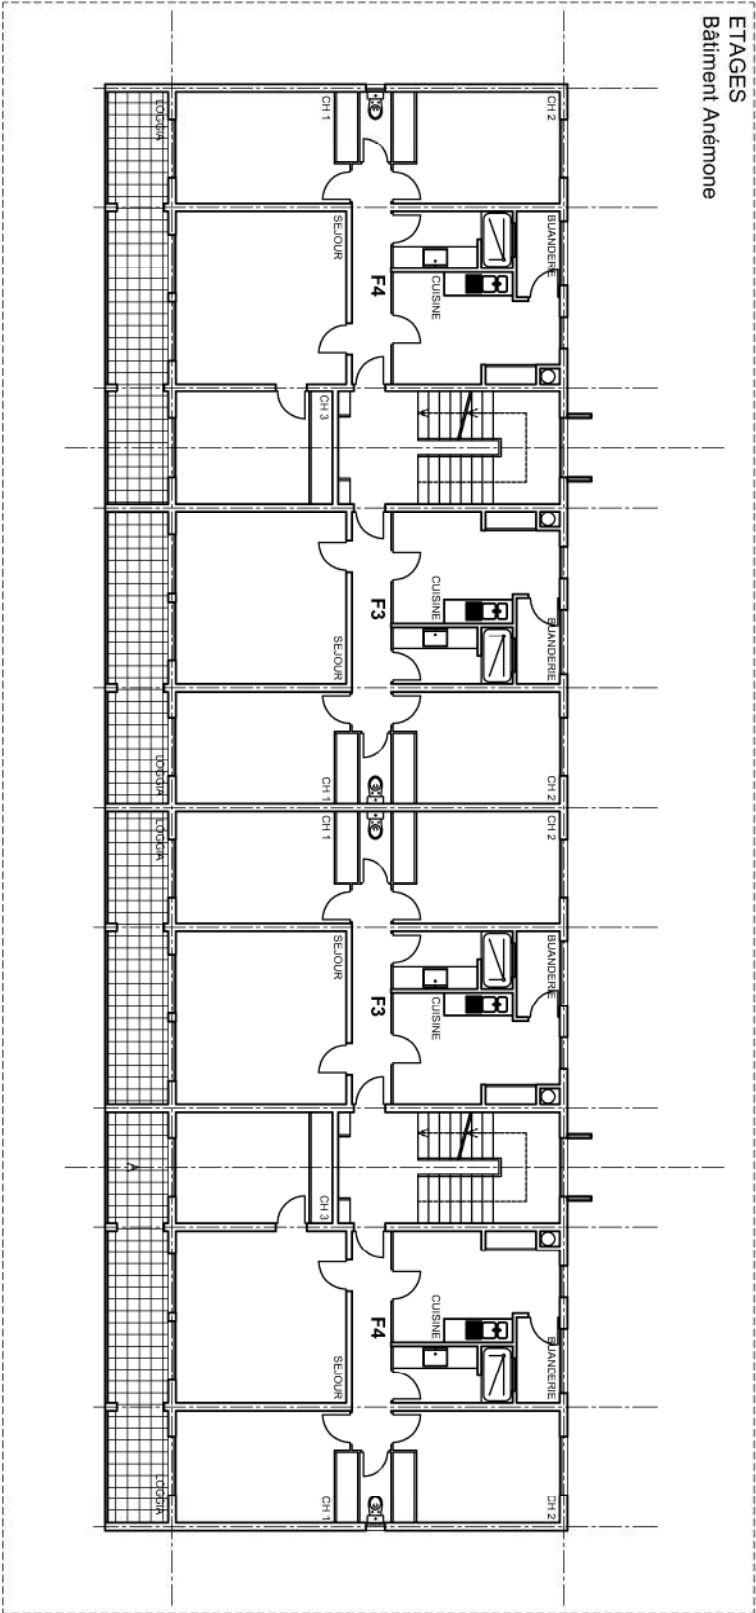 ETAGES
Bâtiment Anémone
CH 2
BUANDERIE
BUANDERIE
CH 2
CH 2
BUANDERIE
BUANDERIE
CH 2
CUISINE
CUISINE
CUISINE
CUISINE
F4
F3
F3
F4
CH 1
SEJOUR
CH 3
SEJOUR
CH 1
CH 1
SEJOUR
CH 3
SEJOUR
CH 1
LOGGIA
LOGGIA
LOGGIA
A
LOGGIA